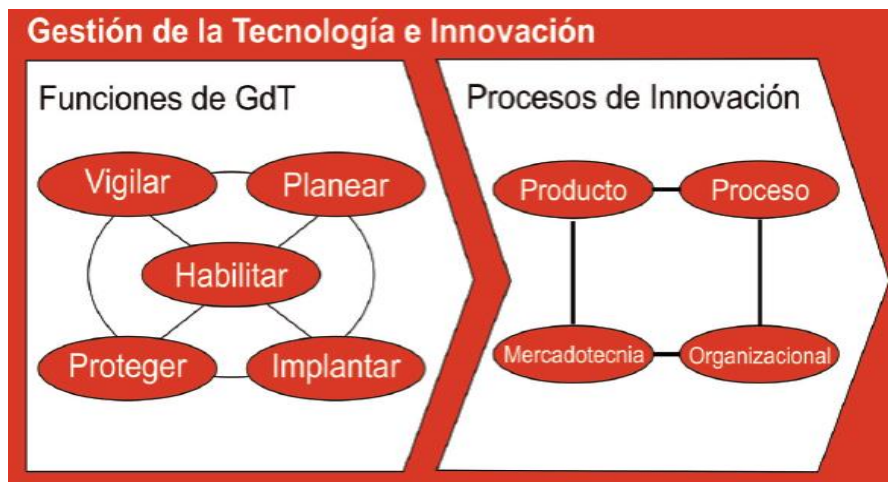 Gestión de la Tecnología e Innovación
Funciones de GdT
Vigilar
Planear
Habilitar
Proteger
Implantar
Procesos de Innovación
Producto
Proceso
Mercadotecnia
Organizacional